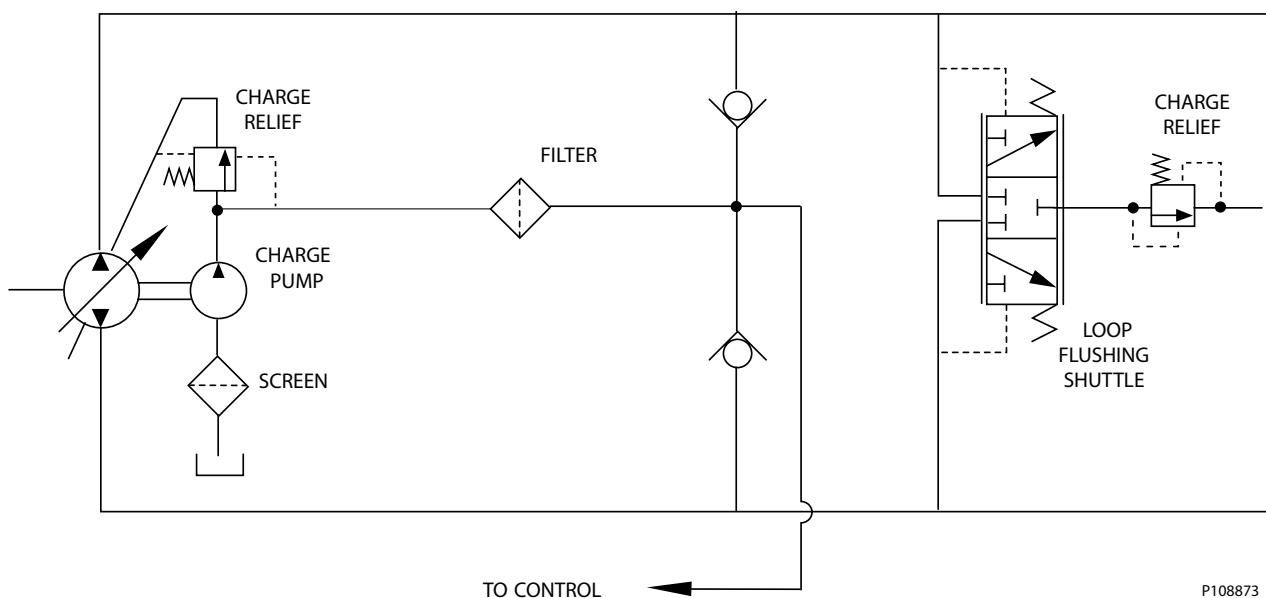 CHARGE
RELIEF
FILTER
CHARGE
RELIEF
CHARGE
PUMP
SCREEN
LOOP
FLUSHING
SHUTTLE
TO CONTROL
P108873